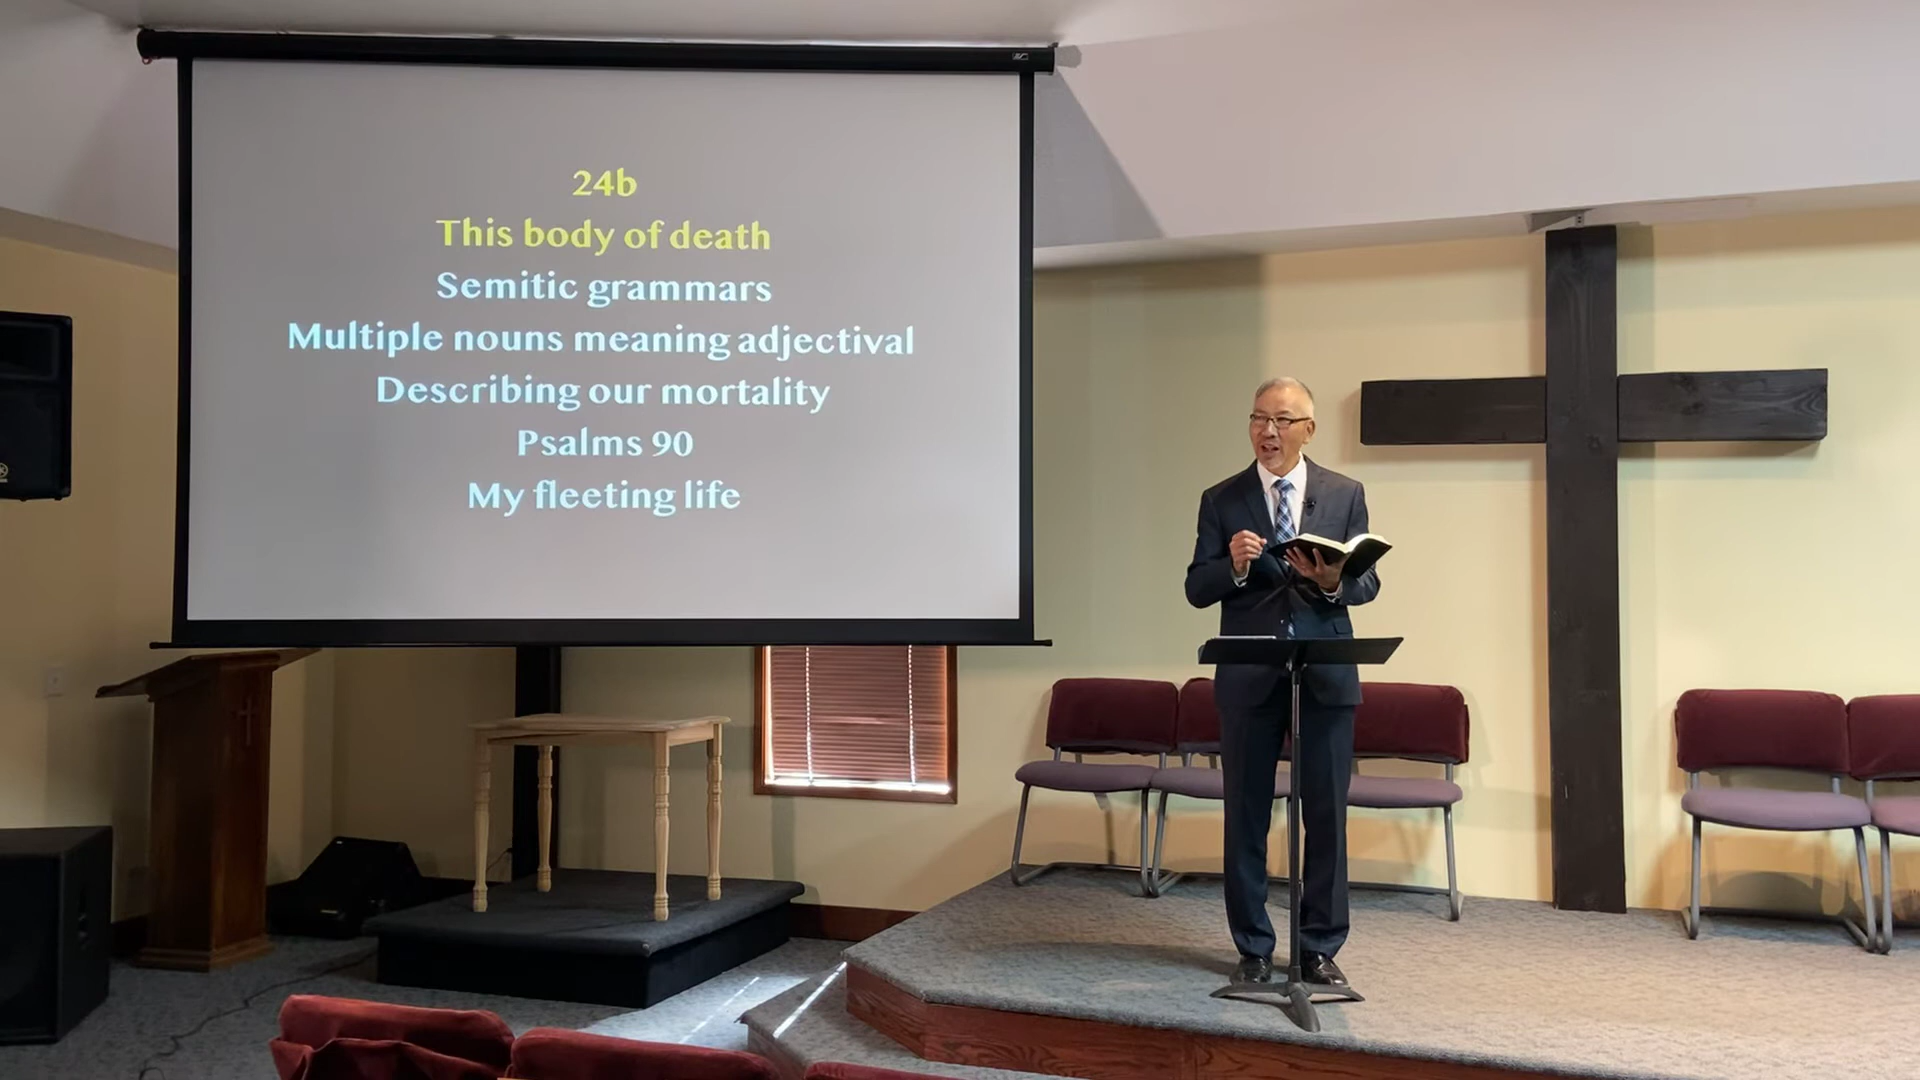 24b
This body of death
Semitic grammars
Multiple nouns meaning adjectival
Describing our mortality
Psalms 90
My fleeting life